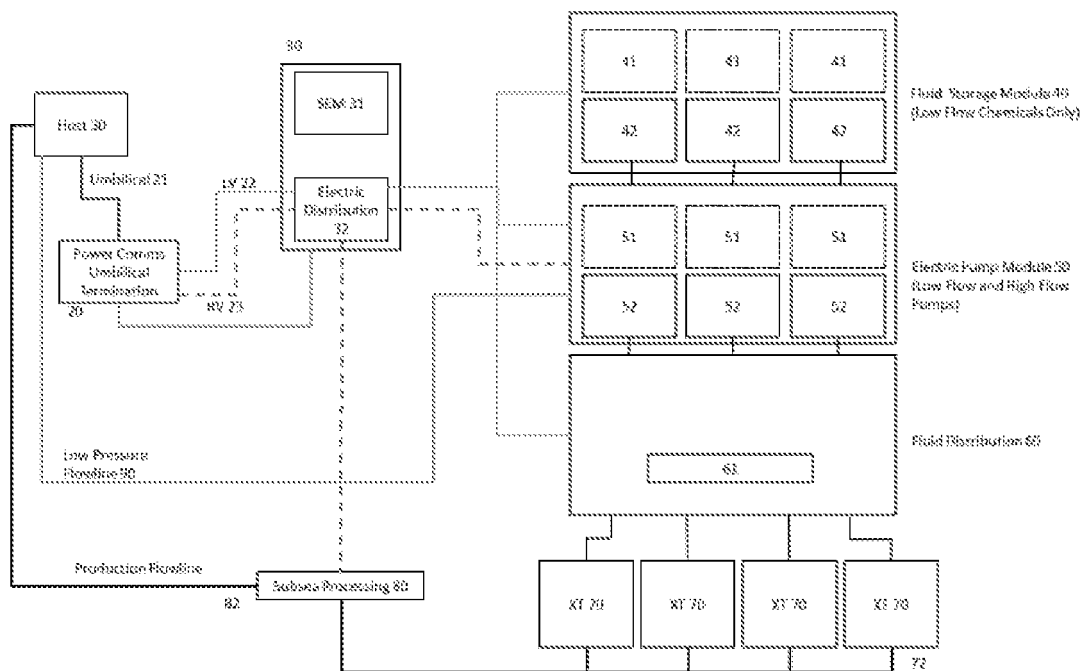 30
SEM 31
Host
Umbilical 21
LV 22
Electric
Distribution
32
Power Comms
Umbilical
Termination
20
HV 23
41 41 41
42 42 42
Fluid Storage Module 40
(Low Flow Chemicals Only)
51 51 51
52 52 52
Electric Pump Module 50
(Low Flow and High Flow
Pumps)
Fluid Distribution 60
61
Low Pressure
Flowline 90
Production Flowline
82
Subsea Processing 80
XT 70
XT 70
XT 70
XT 70
72